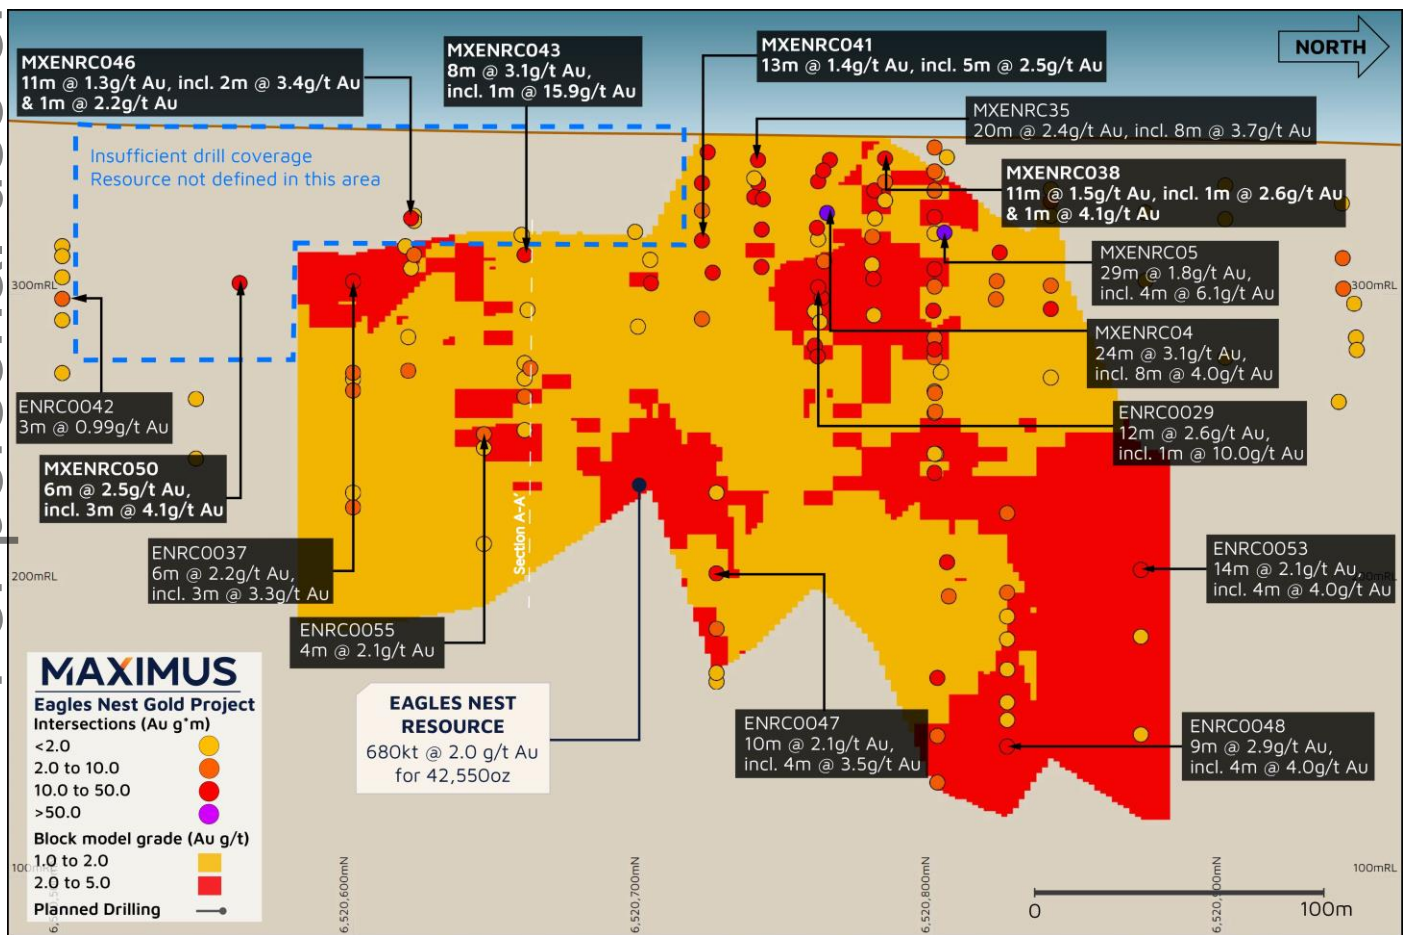 MXENRC046
11m @ 1.3g/t Au, incl. 2m @ 3.4g/t Au
& 1m @ 2.2g/t Au
MXENRC043
8m @ 3.1g/t Au,
incl. 1m @ 15.9g/t Au
MXENRC041
13m @ 1.4g/t Au, incl. 5m @ 2.5g/t Au
NORTH
MXENRC35
20m @ 2.4g/t Au, incl. 8m @ 3.7g/t Au
Insufficient drill coverage
Resource not defined in this area
MXENRC038
11m @ 1.5g/t Au, incl. 1m @ 2.6g/t Au
& 1m @ 4.1g/t Au
MXENRC05
29m @ 1.8g/t Au,
incl. 4m @ 6.1g/t Au
300mRL
300mRL
MXENRC04
24m @ 3.1g/t Au,
incl. 8m @ 4.0g/t Au
ENRC0042
3m @ 0.99g/t Au
ENRC0029
12m @ 2.6g/t Au,
incl. 1m @ 10.0g/t Au
MXENRC050
6m @ 2.5g/t Au,
incl. 3m @ 4.1g/t Au
Section A-A'
ENRC0037
6m @ 2.2g/t Au,
incl. 3m @ 3.3g/t Au
ENRC0053
14m @ 2.1g/t Au,
incl. 4m @ 4.0g/t Au
200mRL
ENRC0055
4m @ 2.1g/t Au
MAXIMUS
Eagles Nest Gold Project
Intersections (Au g*m)
<2.0
2.0 to 10.0
10.0 to 50.0
>50.0
Block model grade (Au g/t)
1.0 to 2.0
2.0 to 5.0
Planned Drilling
EAGLES NEST
RESOURCE
680kt @ 2.0 g/t Au
for 42,550oz
ENRC0047
10m @ 2.1g/t Au,
incl. 4m @ 3.5g/t Au
ENRC0048
9m @ 2.9g/t Au,
incl. 4m @ 4.0g/t Au
100mRL
100mRL
6,520,600mN
6,520,700mN
6,520,800mN
6,520,900mN
0
100m